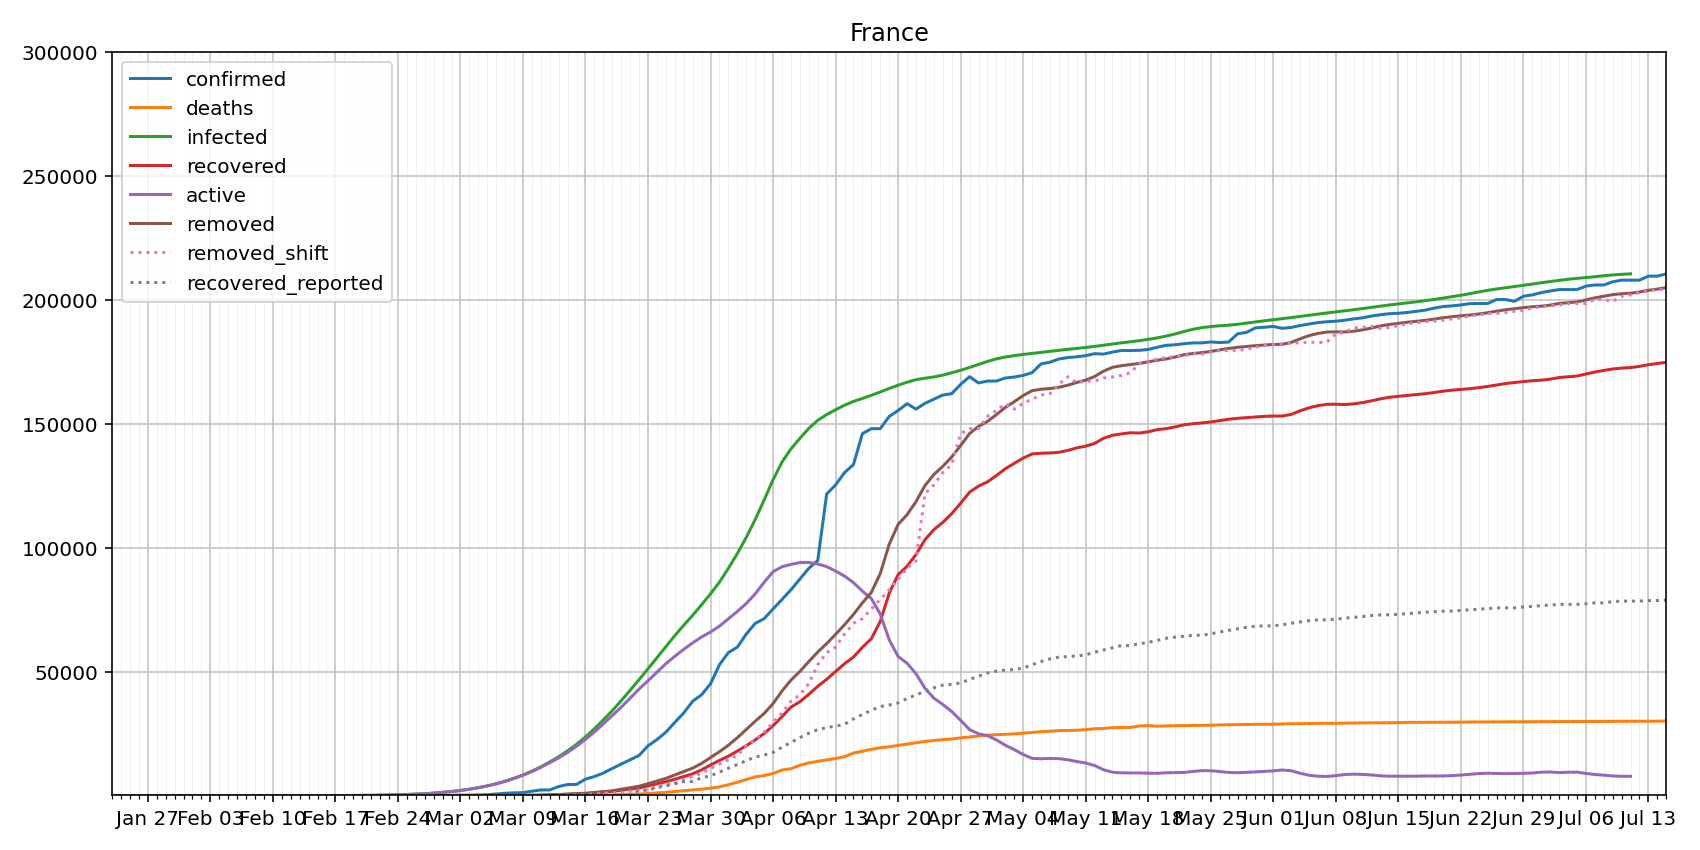 France
300000
250000
200000
150000
100000
50000
confirmed
deaths
infected
recovered
active
removed
removed_shift
recovered_reported
Jan 27 Feb 03 Feb 10 Feb 17 Feb 24 Mar 02 Mar 09 Mar 16 Mar 23 Mar 30 Apr 06 Apr 13 Apr 20 Apr 27 May 04 May 11 May 18 May 25 Jun 01 Jun 08 Jun 15 Jun 22 Jun 29 Jul 06 Jul 13